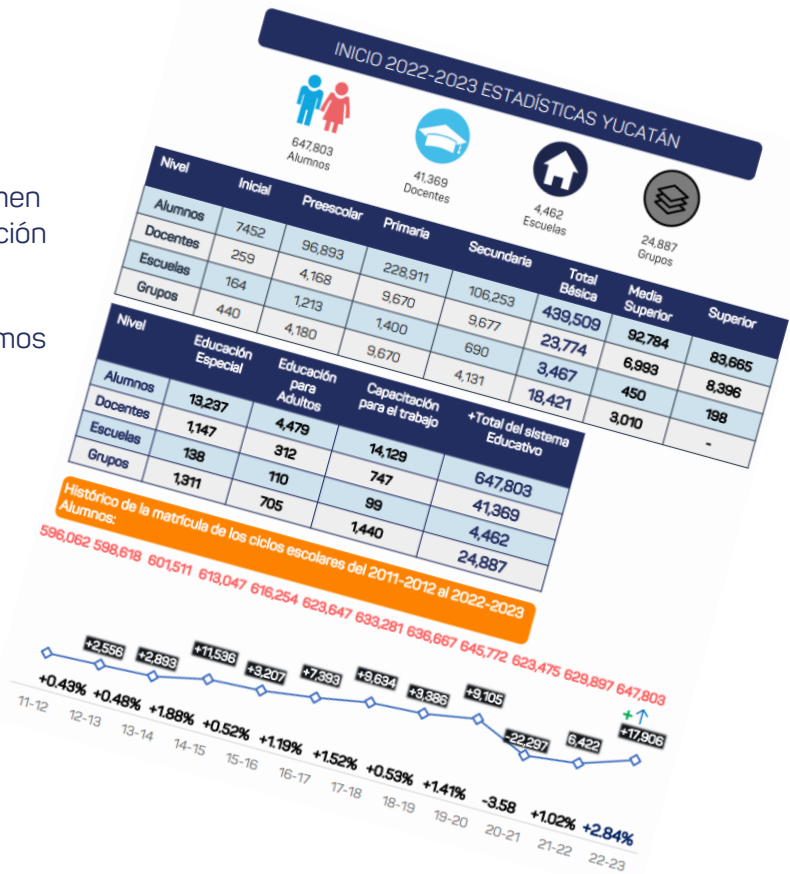 men
ción
mos
INICIO 2022-2023 ESTADÍSTICAS YUCATÁN
647,803
Alumnos
41,369
Docentes
4,462
Escuelas
24,887
Grupos
Nivel Inicial Preescolar Primaria Secundaria Total Básica Media Superior Superior
Alumnos 7452 96,893 228,911 106,253 439,509 92,784 83,665
Docentes 259 4,168 9,670 9,677 23,774 6,993 8,396
Escuelas 164 1,213 1,400 690 3,467 450 198
Grupos 440 4,180 9,670 4,131 18,421 3,010 -
Nivel Educación Especial Educación para Adultos Capacitación para el trabajo +Total del sistema Educativo
Alumnos 13,237 4,479 14,129 647,803
Docentes 1,147 312 747 41,369
Escuelas 138 110 99 4,462
Grupos 1,311 705 1,440 24,887
Histórico de la matrícula de los ciclos escolares del 2011-2012 al 2022-2023
Alumnos:
596,062 598,618 601,511 613,047 616,254 623,647 633,281 636,667 645,772 623,475 629,897 647,803
+2,556 +2,893 +11,536 +3,207 +7,393 +9,634 +3,386 +9,105 -22,297 6,422 +17,906
+0.43% +0.48% +1.88% +0.52% +1.19% +1.52% +0.53% +1.41% -3.58 +1.02% +2.84%
11-12 12-13 13-14 14-15 15-16 16-17 17-18 18-19 19-20 20-21 21-22 22-23